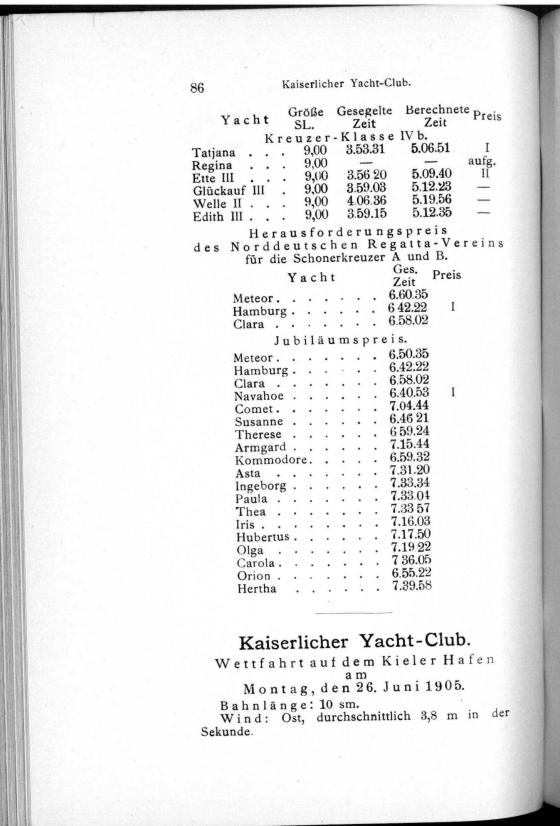 86 Kaiserlicher Yacht-Club.
Yacht Größe SL. Gesegelte Zeit Berechnete Zeit Preis
Kreuzer-Klasse IV b.
Tatjana . . . 9,00 3.53.31 5.06.51 I
Regina . . . 9,00 — — aufg.
Ette III . . . 9,00 3.56 20 5.09.40 II
Glückauf III . 9,00 3.59.03 5.12.23 —
Welle II . . . 9,00 4 06.36 5.19.56 —
Edith III . . . 9,00 3.59.15 5.12.35 —
Herausforderungspreis
des Norddeutschen Regatta-Vereins
für die Schonerkreuzer A und B.
Yacht Ges. Zeit Preis
Meteor . . . . . . . 6.60.35
Hamburg . . . . . . 6 42.22 I
Clara . . . . . . . 6.58.02
Jubiläumspreis.
Meteor . . . . . . . 6.50.35
Hamburg . . . . . . 6.42.22
Clara . . . . . . . 6.58.02
Navahoe . . . . . . 6.40.53 I
Comet . . . . . . . 7.04.44
Susanne . . . . . . 6.46 21
Therese . . . . . . 6 59.24
Armgard . . . . . . 7.15.44
Kommodore . . . . . 6.59.32
Asta . . . . . . . 7.31.20
Ingeborg . . . . . . 7.33.34
Paula . . . . . . . 7.33.04
Thea . . . . . . . 7.33 57
Iris . . . . . . . . 7.16.03
Hubertus . . . . . . 7.17.50
Olga . . . . . . . 7.19 22
Carola . . . . . . . 7 36.05
Orion . . . . . . . 6.55.22
Hertha . . . . . . 7.39.58
Kaiserlicher Yacht-Club.
Wettfahrt auf dem Kieler Hafen
am
Montag, den 26. Juni 1905.
Bahnlänge: 10 sm.
Wind: Ost, durchschnittlich 3,8 m in der
Sekunde.